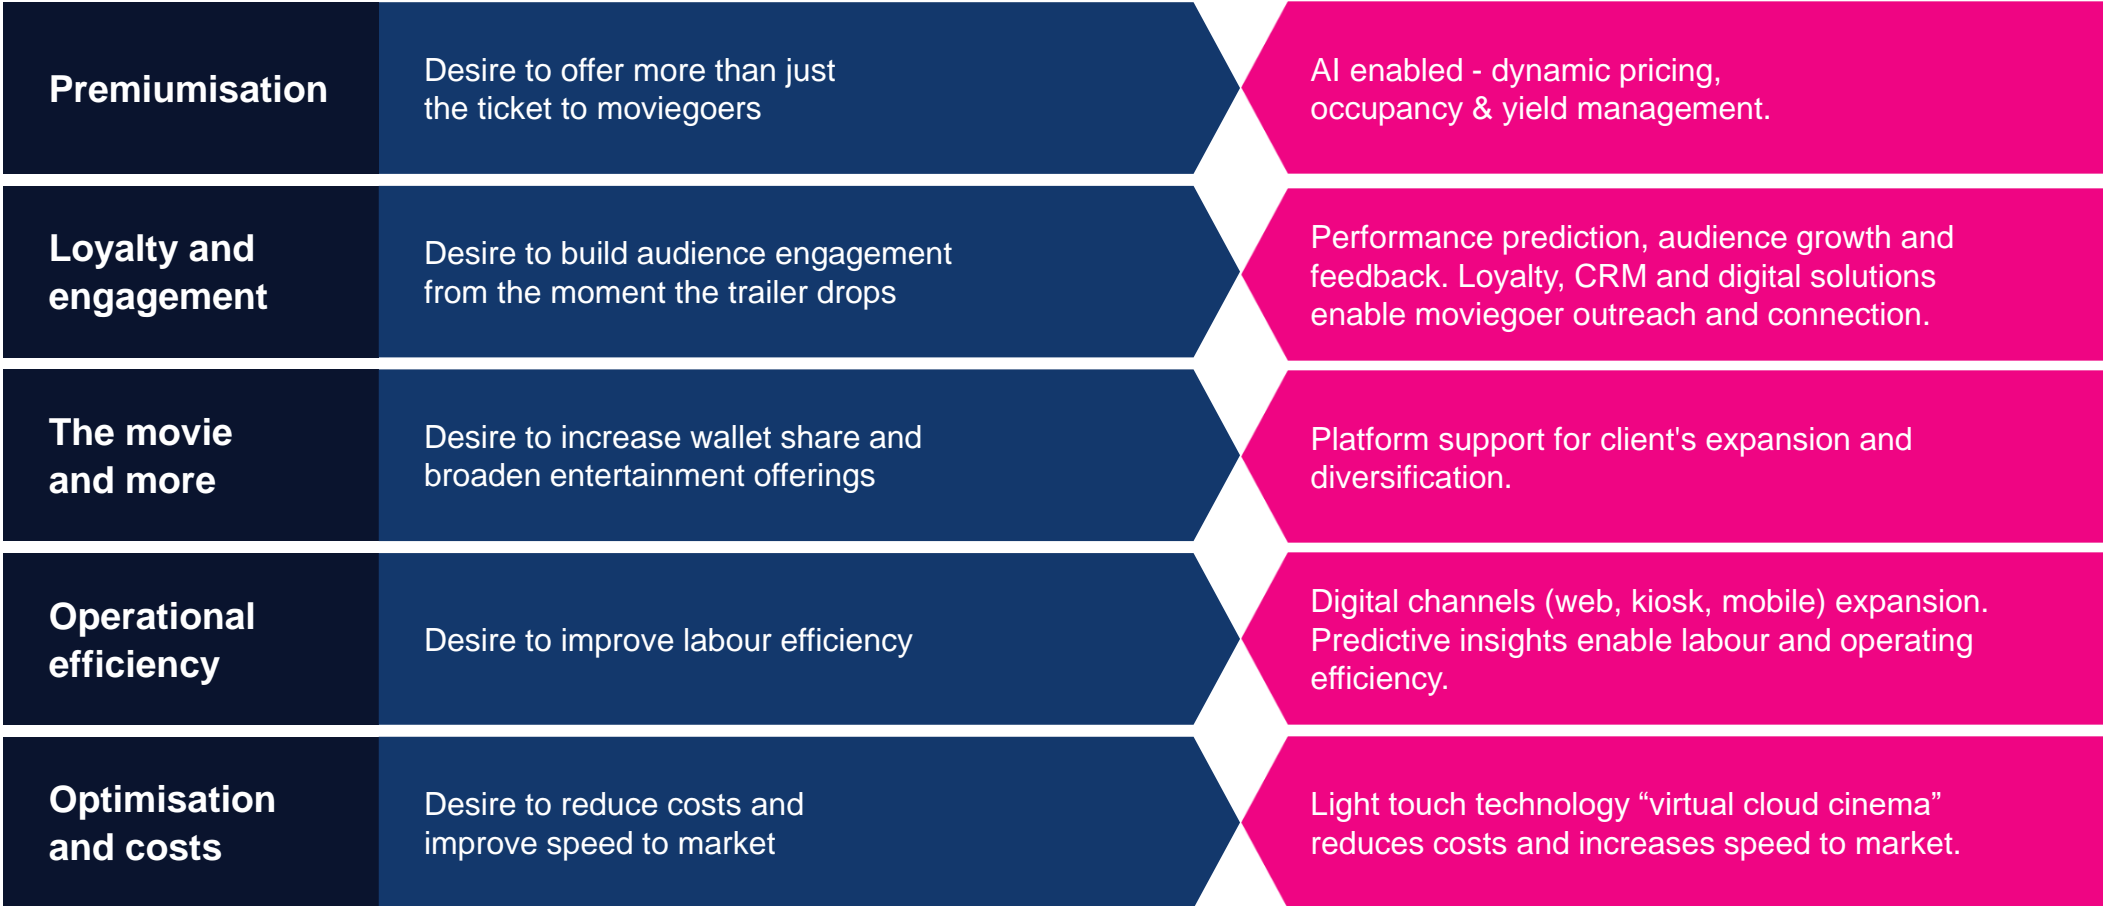 Premiumisation
Desire to offer more than just
the ticket to moviegoers
AI enabled - dynamic pricing,
occupancy & yield management.
Loyalty and
engagement
Desire to build audience engagement
from the moment the trailer drops
Performance prediction, audience growth and
feedback. Loyalty, CRM and digital solutions
enable moviegoer outreach and connection.
The movie
and more
Desire to increase wallet share and
broaden entertainment offerings
Platform support for client's expansion and
diversification.
Operational
efficiency
Desire to improve labour efficiency
Digital channels (web, kiosk, mobile) expansion.
Predictive insights enable labour and operating
efficiency.
Optimisation
and costs
Desire to reduce costs and
improve speed to market
Light touch technology “virtual cloud cinema”
reduces costs and increases speed to market.